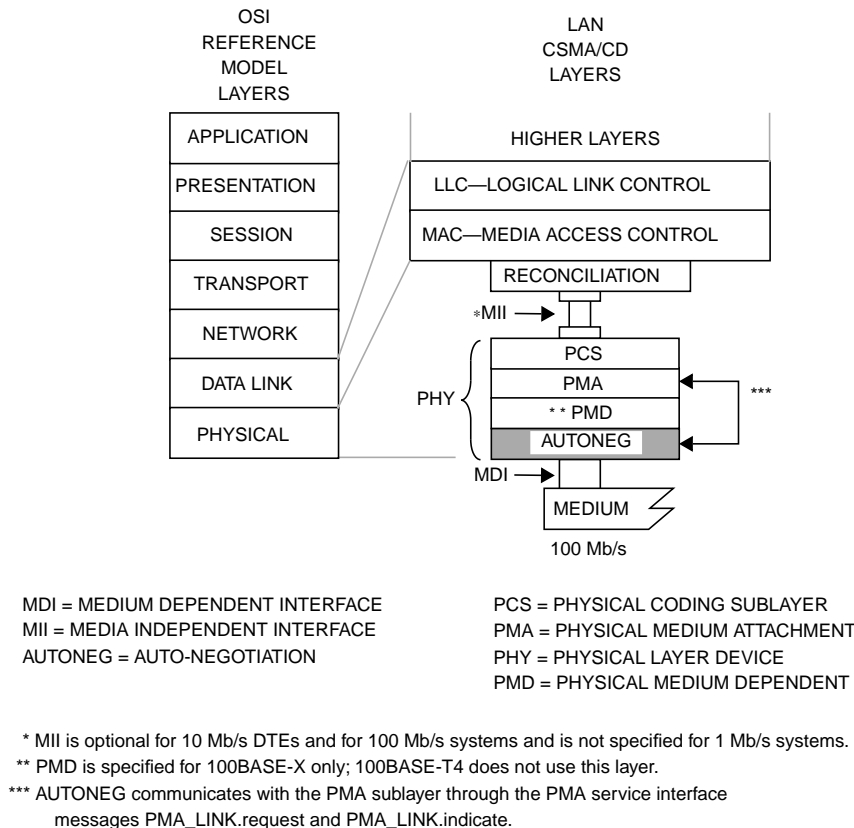 OSI
REFERENCE
MODEL
LAYERS
LAN
CSMA/CD
LAYERS
APPLICATION
PRESENTATION
SESSION
TRANSPORT
NETWORK
DATA LINK
PHYSICAL
HIGHER LAYERS
LLC—LOGICAL LINK CONTROL
MAC—MEDIA ACCESS CONTROL
RECONCILIATION
*MII
PCS
PMA
* * PMD
AUTONEG
PHY
***
MDI
MEDIUM
100 Mb/s
MDI = MEDIUM DEPENDENT INTERFACE
MII = MEDIA INDEPENDENT INTERFACE
AUTONEG = AUTO-NEGOTIATION
PCS = PHYSICAL CODING SUBLAYER
PMA = PHYSICAL MEDIUM ATTACHMENT
PHY = PHYSICAL LAYER DEVICE
PMD = PHYSICAL MEDIUM DEPENDENT
* MII is optional for 10 Mb/s DTEs and for 100 Mb/s systems and is not specified for 1 Mb/s systems.
** PMD is specified for 100BASE-X only; 100BASE-T4 does not use this layer.
*** AUTONEG communicates with the PMA sublayer through the PMA service interface
messages PMA_LINK.request and PMA_LINK.indicate.